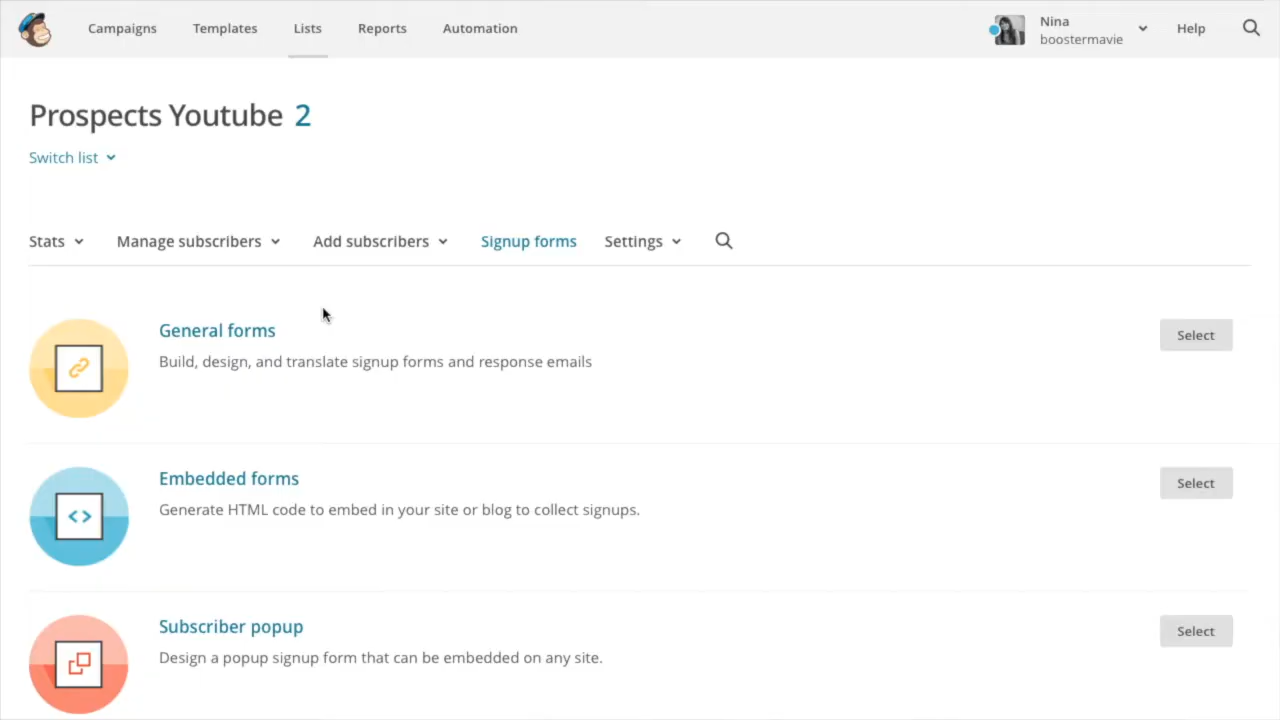 Campaigns Templates Lists Reports Automation
Nina
boostermavie
Help
Prospects Youtube 2
Switch list
Stats Manage subscribers Add subscribers Signup forms Settings
General forms
Build, design, and translate signup forms and response emails
Select
Embedded forms
Generate HTML code to embed in your site or blog to collect signups.
Select
Subscriber popup
Design a popup signup form that can be embedded on any site.
Select